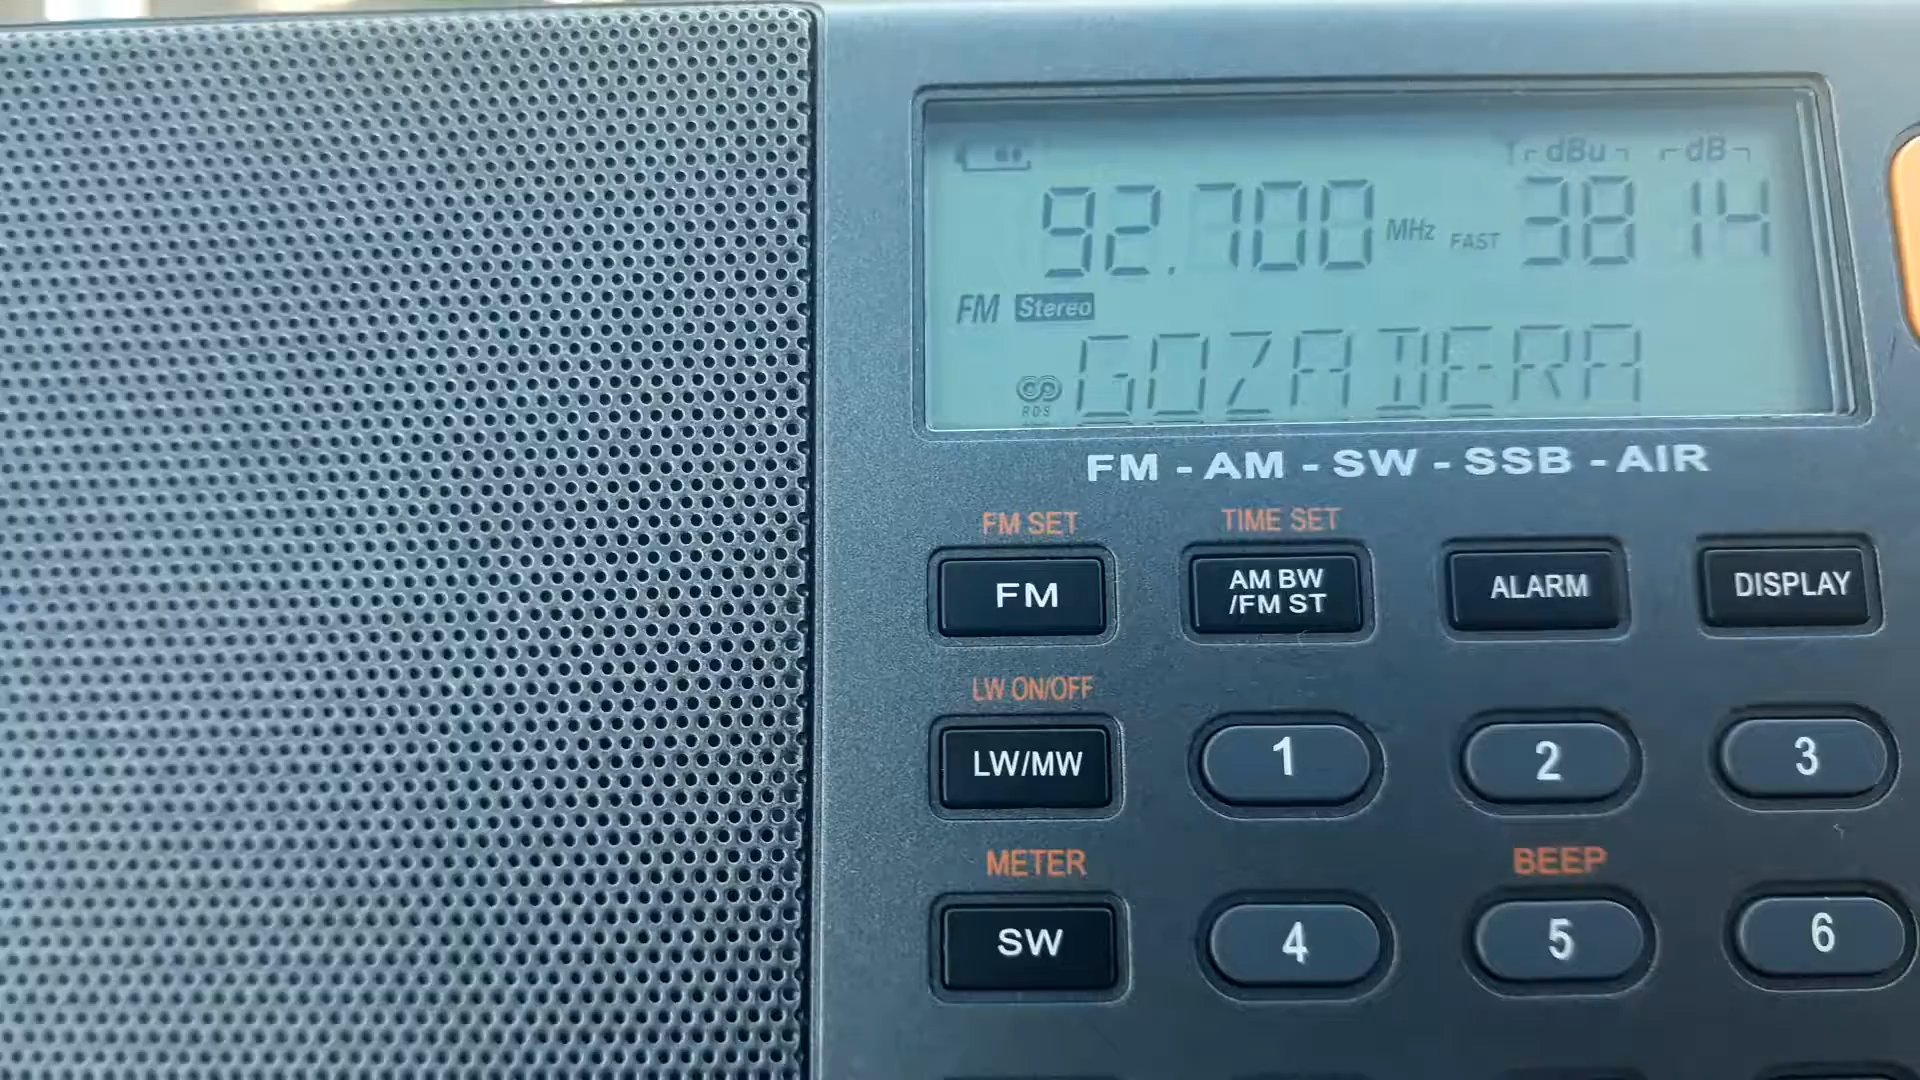 dBu dB
92.700 MHz FAST 38 14
FM Stereo
RDS GOZADERA
FM - AM - SW - SSB - AIR
FM SET TIME SET
FM AM BW /FM ST ALARM DISPLAY
LW ON/OFF
LW/MW 1 2 3
METER BEEP
SW 4 5 6